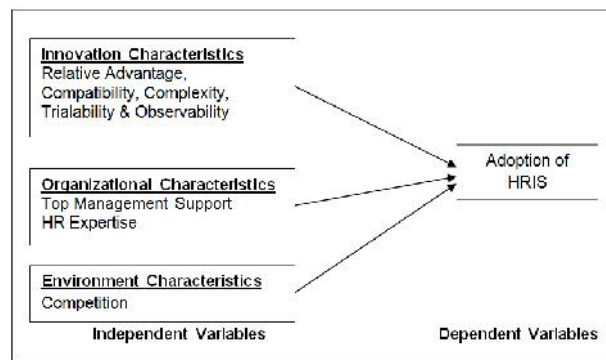 Innovation Characteristics
Relative Advantage,
Compatibility, Complexity,
Trialability & Observability
Organizational Characteristics
Top Management Support
HR Expertise
Environment Characteristics
Competition
Adoption of
HRIS
Independent Variables
Dependent Variables